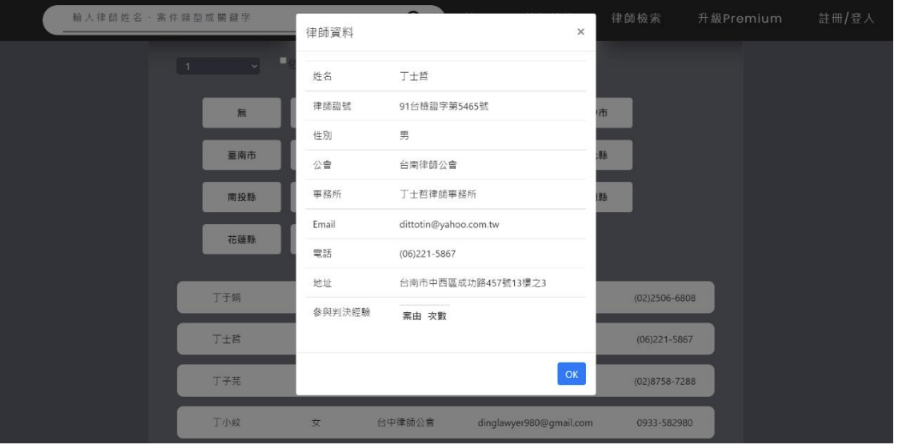 輸入律師姓名、案件類型或關鍵字
律師檢索 升級Premium 註冊/登入
律師資料 ×
1
姓名 丁士哲
律師證號 91台檢證字第5465號
性別 男
公會 台南律師公會
事務所 丁士哲律師事務所
Email dittotin@yahoo.com.tw
電話 (06)221-5867
地址 台南市中西區成功路457號13樓之3
參與判決經驗 案由 次數
OK
無
臺南市
南投縣
花蓮縣
丁于娟 (02)2506-6808
丁士哲 (06)221-5867
丁子芫 (02)8758-7288
丁小紋 女 台中律師公會 dinglawyer980@gmail.com 0933-582980